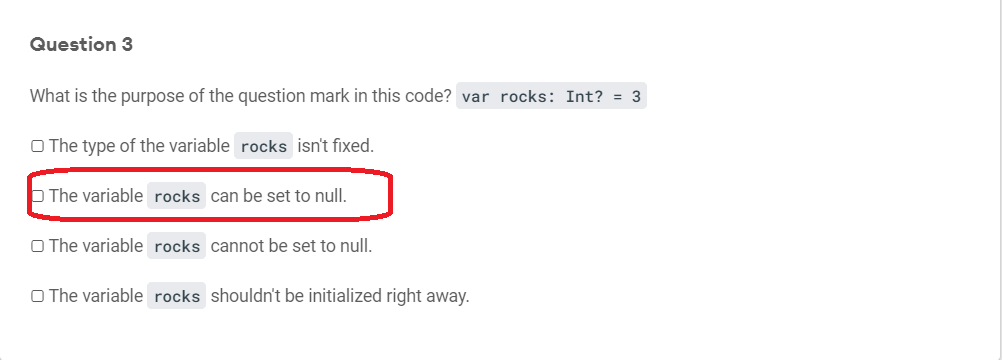 Question 3
What is the purpose of the question mark in this code? var rocks: Int? = 3
The type of the variable rocks isn't fixed.
The variable rocks can be set to null.
The variable rocks cannot be set to null.
The variable rocks shouldn't be initialized right away.